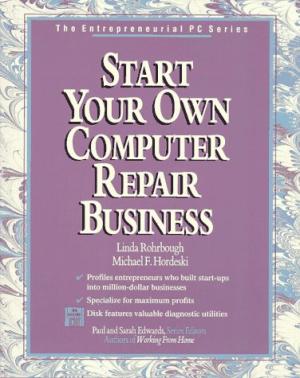 The Entrepreneurial PC Series
START
YOUR OWN
COMPUTER
REPAIR
BUSINESS
Linda Rohrbough
Michael F. Hordeski
✓ Profiles entrepreneurs who built start-ups
into million-dollar businesses
✓ Specialize for maximum profits
Disk features valuable diagnostic utilities
Paul and Sarah Edwards, Series Editors
Authors of Working From Home